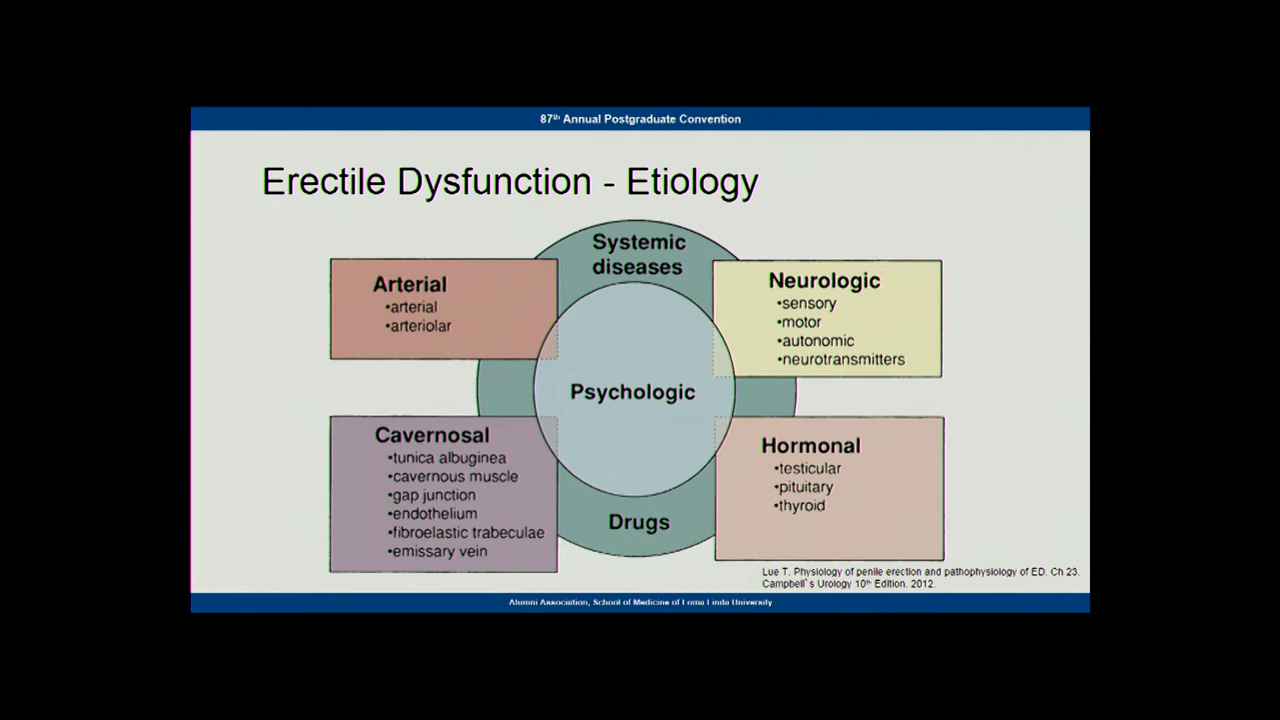 87th Annual Postgraduate Convention
Erectile Dysfunction - Etiology
Systemic
diseases
Arterial
•arterial
•arteriolar
Neurologic
•sensory
•motor
•autonomic
•neurotransmitters
Psychologic
Cavernosal
•tunica albuginea
•cavernous muscle
•gap junction
•endothelium
•fibroelastic trabeculae
•emissary vein
Hormonal
•testicular
•pituitary
•thyroid
Drugs
Lue T. Physiology of penile erection and pathophysiology of ED. Ch 23.
Campbell's Urology 10th Edition. 2012.
Alumni Association, School of Medicine of Loma Linda University